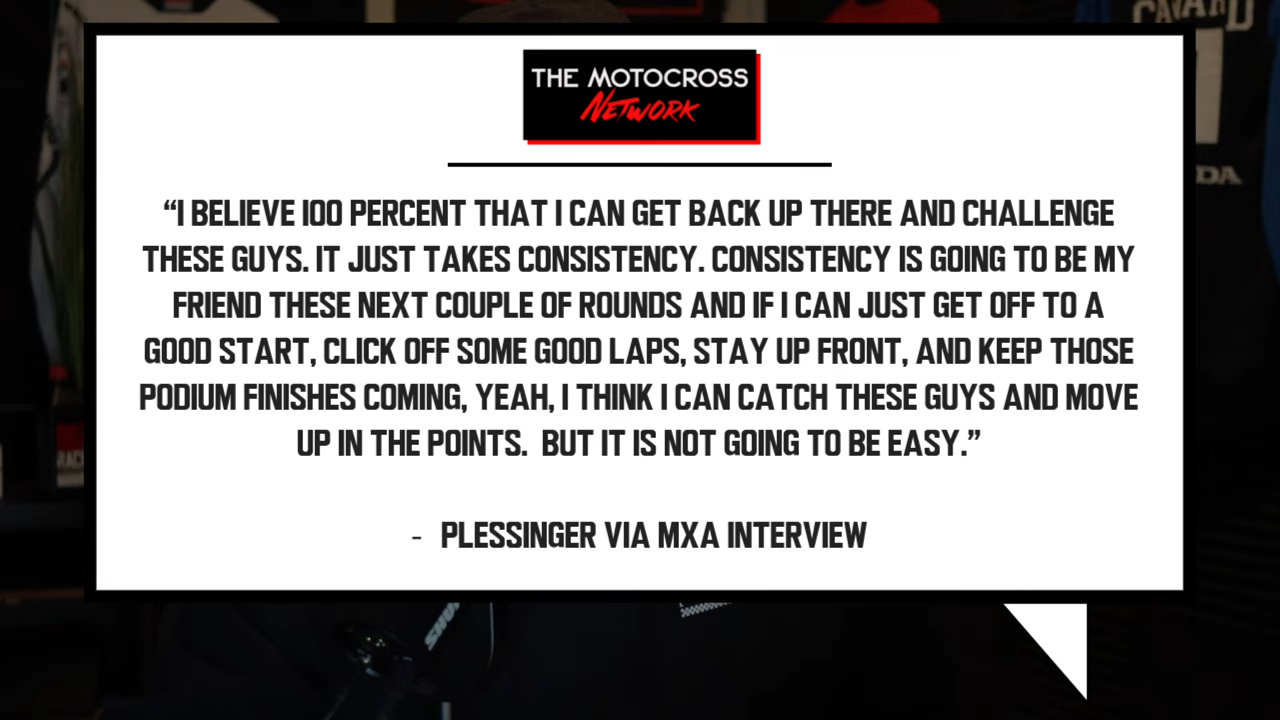 CANARD
1
THE MOTOCROSS
NETWORK
“I BELIEVE 100 PERCENT THAT I CAN GET BACK UP THERE AND CHALLENGE
THESE GUYS. IT JUST TAKES CONSISTENCY. CONSISTENCY IS GOING TO BE MY
FRIEND THESE NEXT COUPLE OF ROUNDS AND IF I CAN JUST GET OFF TO A
GOOD START, CLICK OFF SOME GOOD LAPS, STAY UP FRONT, AND KEEP THOSE
PODIUM FINISHES COMING, YEAH, I THINK I CAN CATCH THESE GUYS AND MOVE
UP IN THE POINTS.  BUT IT IS NOT GOING TO BE EASY.”
-  PLESSINGER VIA MXA INTERVIEW